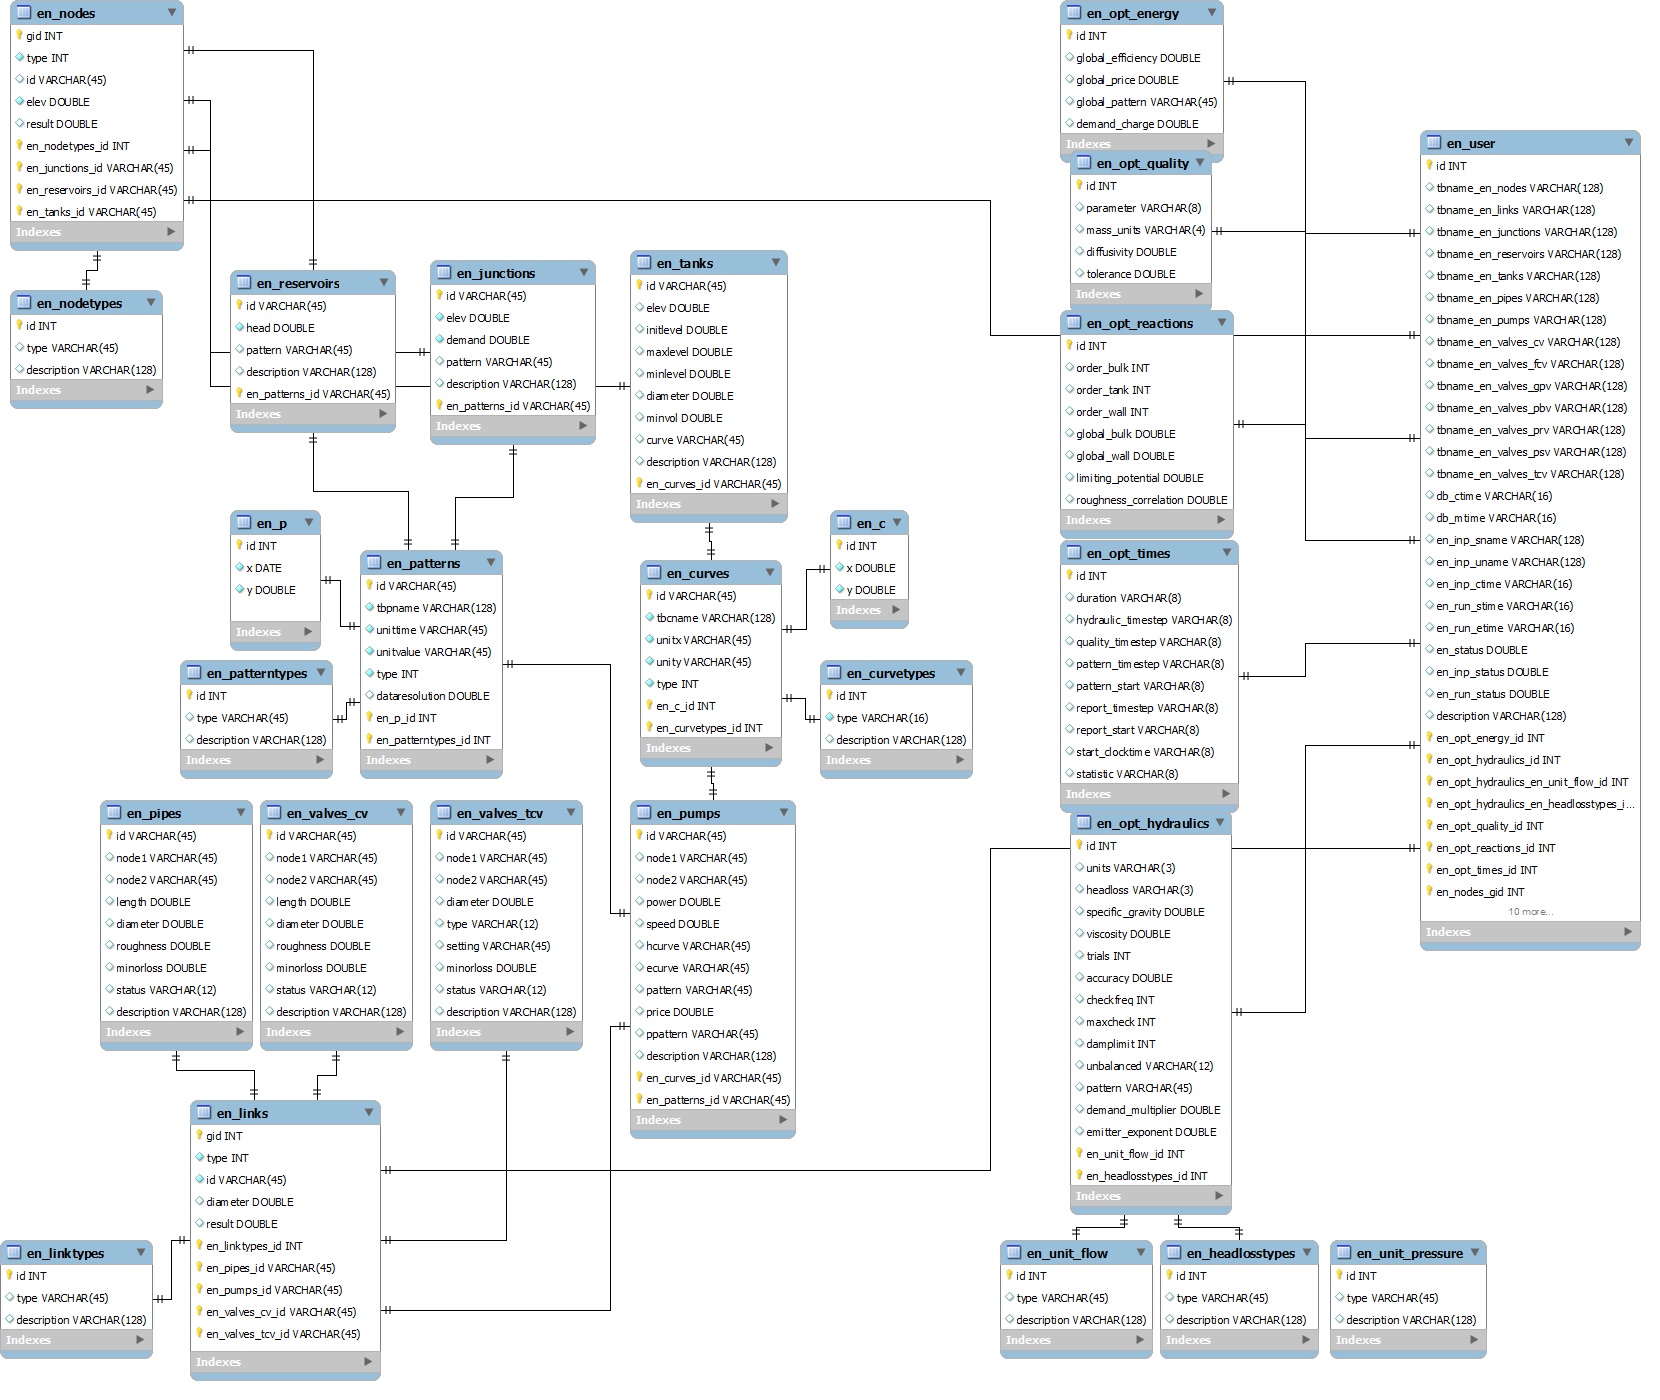 en_nodes
gid INT
type INT
id VARCHAR(45)
elev DOUBLE
result DOUBLE
en_nodetypes_id INT
en_junctions_id VARCHAR(45)
en_reservoirs_id VARCHAR(45)
en_tanks_id VARCHAR(45)
Indexes
en_nodetypes
id INT
type VARCHAR(45)
description VARCHAR(128)
Indexes
en_reservoirs
id VARCHAR(45)
head DOUBLE
pattern VARCHAR(45)
description VARCHAR(128)
en_patterns_id VARCHAR(45)
Indexes
en_junctions
id VARCHAR(45)
elev DOUBLE
demand DOUBLE
pattern VARCHAR(45)
description VARCHAR(128)
en_patterns_id VARCHAR(45)
Indexes
en_tanks
id VARCHAR(45)
elev DOUBLE
initlevel DOUBLE
maxlevel DOUBLE
minlevel DOUBLE
diameter DOUBLE
minvol DOUBLE
curve VARCHAR(45)
description VARCHAR(128)
en_curves_id VARCHAR(45)
Indexes
en_p
id INT
x DATE
y DOUBLE
Indexes
en_patterntypes
id INT
type VARCHAR(45)
description VARCHAR(128)
Indexes
en_patterns
id VARCHAR(45)
tbpname VARCHAR(128)
unittime VARCHAR(45)
unitvalue VARCHAR(45)
type INT
dataresolution DOUBLE
en_p_id INT
en_patterntypes_id INT
Indexes
en_curves
id VARCHAR(45)
tbcname VARCHAR(128)
unitx VARCHAR(45)
unity VARCHAR(45)
type INT
en_c_id INT
en_curvetypes_id INT
Indexes
en_c
id INT
x DOUBLE
y DOUBLE
Indexes
en_curvetypes
id INT
type VARCHAR(16)
description VARCHAR(128)
Indexes
en_pipes
id VARCHAR(45)
node1 VARCHAR(45)
node2 VARCHAR(45)
length DOUBLE
diameter DOUBLE
roughness DOUBLE
minorloss DOUBLE
status VARCHAR(12)
description VARCHAR(128)
Indexes
en_valves_cv
id VARCHAR(45)
node1 VARCHAR(45)
node2 VARCHAR(45)
length DOUBLE
diameter DOUBLE
roughness DOUBLE
minorloss DOUBLE
status VARCHAR(12)
description VARCHAR(128)
Indexes
en_valves_tcv
id VARCHAR(45)
node1 VARCHAR(45)
node2 VARCHAR(45)
diameter DOUBLE
type VARCHAR(12)
setting VARCHAR(45)
minorloss DOUBLE
status VARCHAR(12)
description VARCHAR(128)
Indexes
en_pumps
id VARCHAR(45)
node1 VARCHAR(45)
node2 VARCHAR(45)
power DOUBLE
speed DOUBLE
hcurve VARCHAR(45)
ecurve VARCHAR(45)
pattern VARCHAR(45)
price DOUBLE
ppattern VARCHAR(45)
description VARCHAR(128)
en_curves_id VARCHAR(45)
en_patterns_id VARCHAR(45)
Indexes
en_links
gid INT
type INT
id VARCHAR(45)
diameter DOUBLE
result DOUBLE
en_linktypes_id INT
en_pipes_id VARCHAR(45)
en_pumps_id VARCHAR(45)
en_valves_cv_id VARCHAR(45)
en_valves_tcv_id VARCHAR(45)
Indexes
en_linktypes
id INT
type VARCHAR(45)
description VARCHAR(128)
Indexes
en_opt_energy
id INT
global_efficiency DOUBLE
global_price DOUBLE
global_pattern VARCHAR(45)
demand_charge DOUBLE
Indexes
en_opt_quality
id INT
parameter VARCHAR(8)
mass_units VARCHAR(4)
diffusivity DOUBLE
tolerance DOUBLE
Indexes
en_opt_reactions
id INT
order_bulk INT
order_tank INT
order_wall INT
global_bulk DOUBLE
global_wall DOUBLE
limiting_potential DOUBLE
roughness_correlation DOUBLE
Indexes
en_opt_times
id INT
duration VARCHAR(8)
hydraulic_timestep VARCHAR(8)
quality_timestep VARCHAR(8)
pattern_timestep VARCHAR(8)
pattern_start VARCHAR(8)
report_timestep VARCHAR(8)
report_start VARCHAR(8)
start_clocktime VARCHAR(8)
statistic VARCHAR(8)
Indexes
en_opt_hydraulics
id INT
units VARCHAR(3)
headloss VARCHAR(3)
specific_gravity DOUBLE
viscosity DOUBLE
trials INT
accuracy DOUBLE
checkfreq INT
maxcheck INT
damplimit INT
unbalanced VARCHAR(12)
pattern VARCHAR(45)
demand_multiplier DOUBLE
emitter_exponent DOUBLE
en_unit_flow_id INT
en_headlosstypes_id INT
Indexes
en_unit_flow
id INT
type VARCHAR(45)
description VARCHAR(128)
Indexes
en_headlosstypes
id INT
type VARCHAR(45)
description VARCHAR(128)
Indexes
en_unit_pressure
id INT
type VARCHAR(45)
description VARCHAR(128)
Indexes
en_user
id INT
tbname_en_nodes VARCHAR(128)
tbname_en_links VARCHAR(128)
tbname_en_junctions VARCHAR(128)
tbname_en_reservoirs VARCHAR(128)
tbname_en_tanks VARCHAR(128)
tbname_en_pipes VARCHAR(128)
tbname_en_pumps VARCHAR(128)
tbname_en_valves_cv VARCHAR(128)
tbname_en_valves_fcv VARCHAR(128)
tbname_en_valves_gpv VARCHAR(128)
tbname_en_valves_pbv VARCHAR(128)
tbname_en_valves_prv VARCHAR(128)
tbname_en_valves_psv VARCHAR(128)
tbname_en_valves_tcv VARCHAR(128)
db_ctime VARCHAR(16)
db_mtime VARCHAR(16)
en_inp_sname VARCHAR(128)
en_inp_uname VARCHAR(128)
en_inp_ctime VARCHAR(16)
en_run_stime VARCHAR(16)
en_run_etime VARCHAR(16)
en_status DOUBLE
en_inp_status DOUBLE
en_run_status DOUBLE
description VARCHAR(128)
en_opt_energy_id INT
en_opt_hydraulics_id INT
en_opt_hydraulics_en_unit_flow_id INT
en_opt_hydraulics_en_headlosstypes_i...
en_opt_quality_id INT
en_opt_reactions_id INT
en_opt_times_id INT
en_nodes_gid INT
10 more...
Indexes